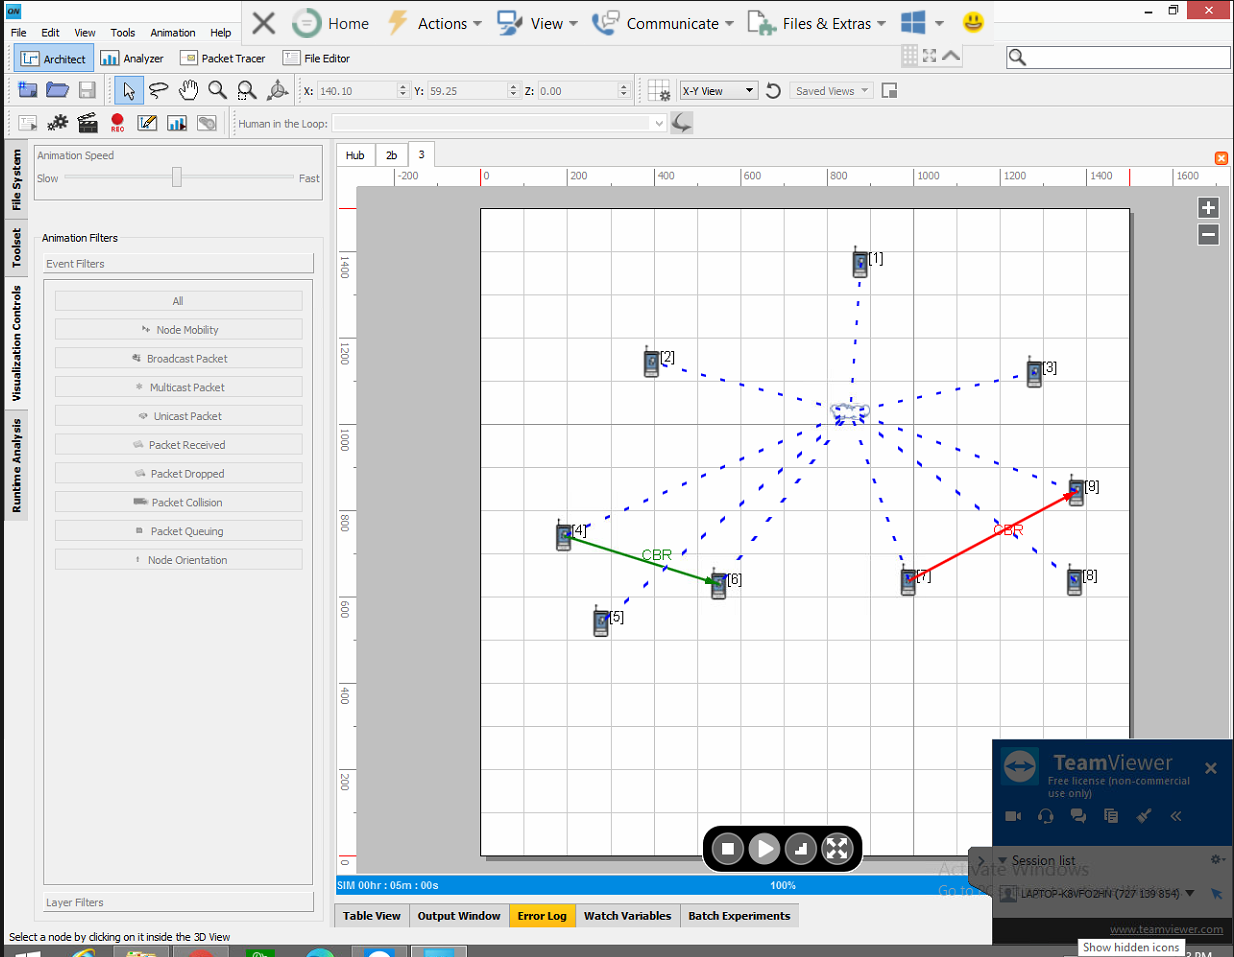 QN
File Edit View Tools Animation Help
Home Actions View Communicate Files & Extras
Architect Analyzer Packet Tracer File Editor
X: 140.10 Y: 59.25 Z: 0.00 X-Y View Saved Views
REC Human in the Loop:
File System
Toolset
Visualization Controls
Runtime Analysis
Animation Speed
Slow Fast
Animation Filters
Event Filters
All
Node Mobility
Broadcast Packet
Multicast Packet
Unicast Packet
Packet Received
Packet Dropped
Packet Collision
Packet Queuing
Node Orientation
Layer Filters
Hub 2b 3
-200 0 200 400 600 800 1000 1200 1400 1600
1400
1200
1000
800
600
400
200
0
[1]
[2]
[3]
[9]
[4] CBR
CBR
[6] [7] [8]
[5]
SIM 00hr : 05m : 00s 100%
Table View Output Window Error Log Watch Variables Batch Experiments
Select a node by clicking on it inside the 3D View
TeamViewer
Free license (non-commercial
use only)
Session list
Activate Windows
LAPTOP-K8VFO2HN (727 139 854)
www.teamviewer.com
Show hidden icons